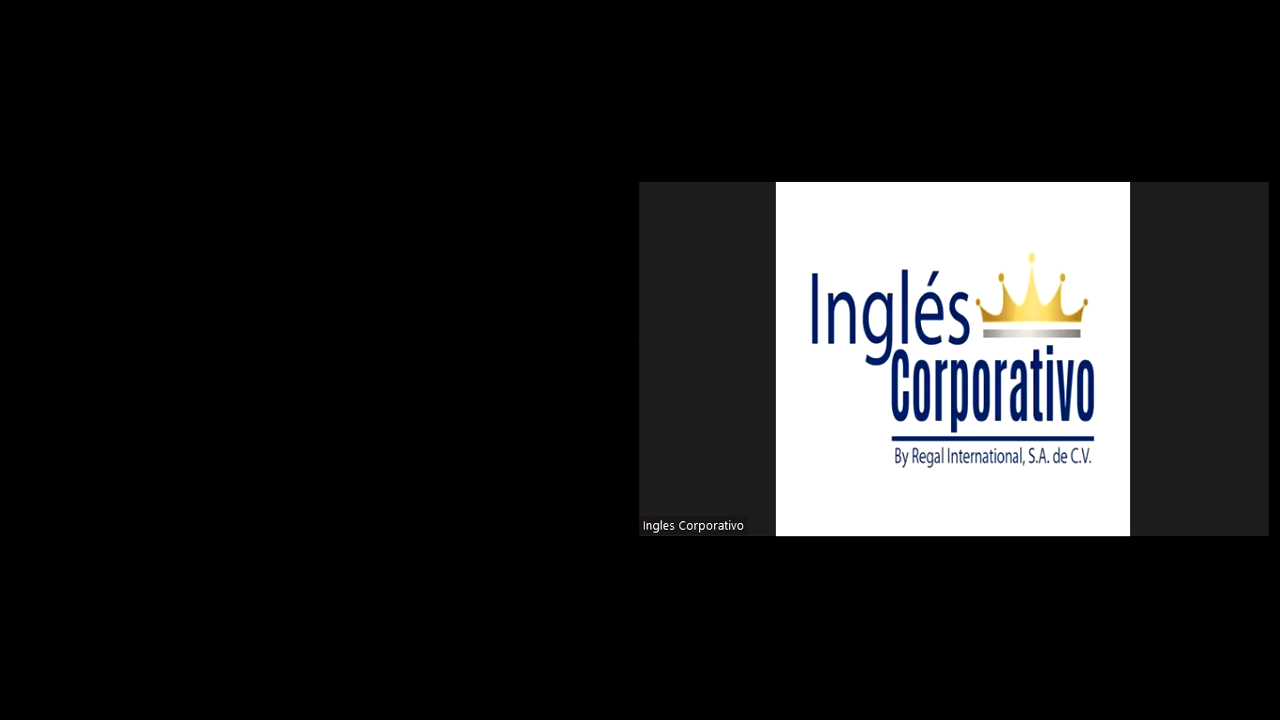 Inglés
Corporativo
By Regal International, S.A. de C.V.
Ingles Corporativo